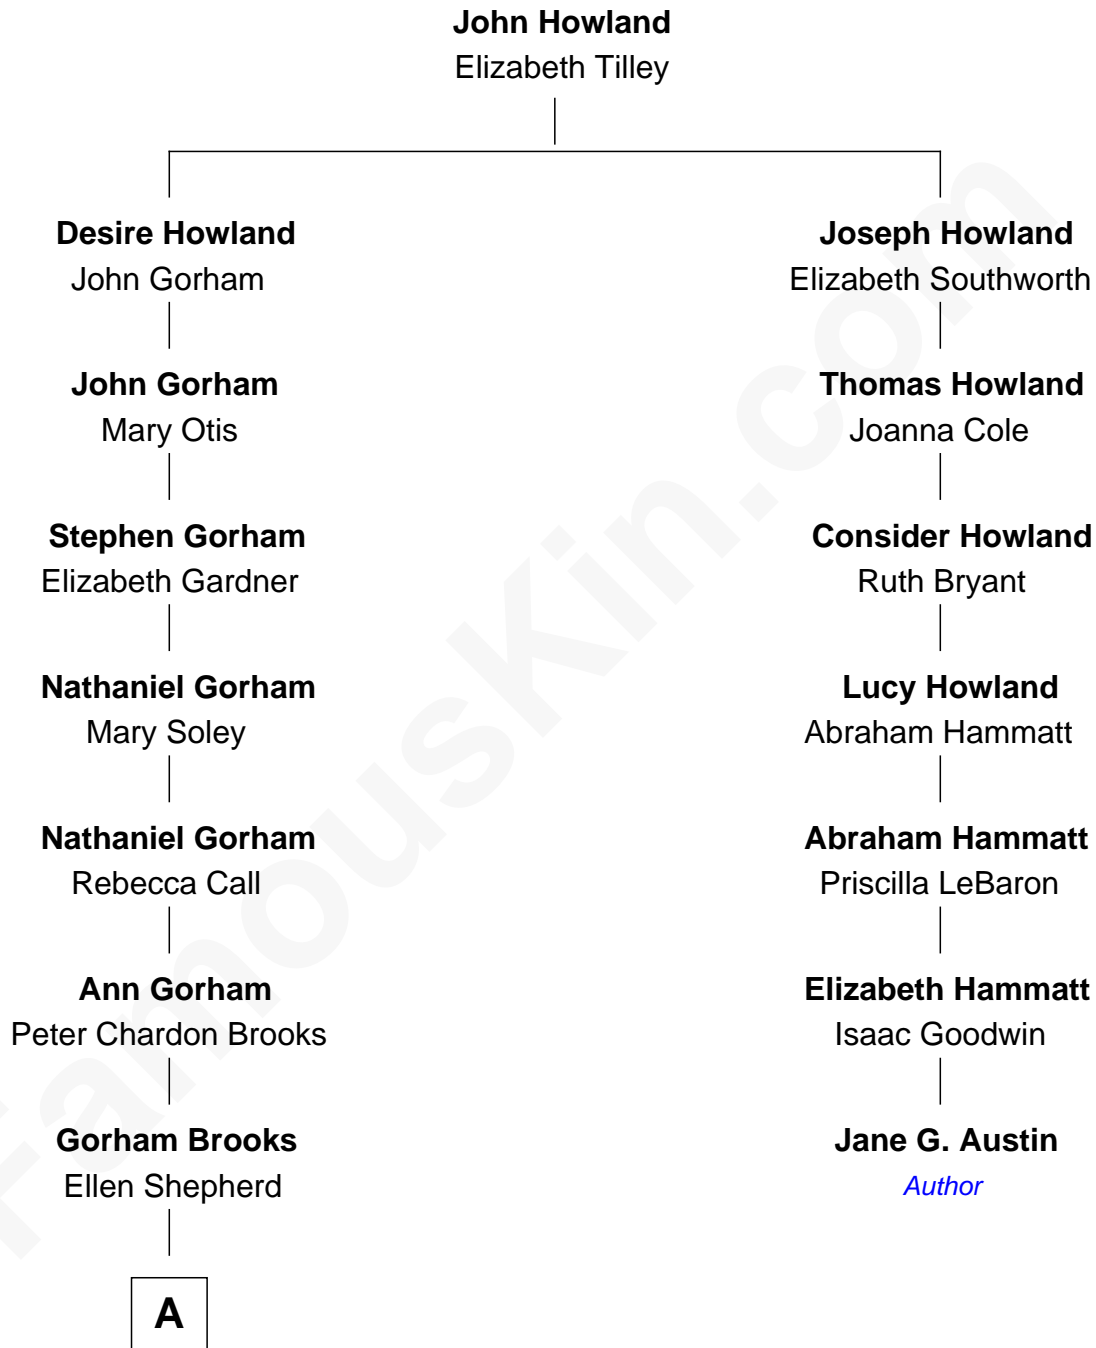 John Howland
Elizabeth Tilley
Desire Howland
John Gorham
John Gorham
Mary Otis
Stephen Gorham
Elizabeth Gardner
Nathaniel Gorham
Mary Soley
Nathaniel Gorham
Rebecca Call
Ann Gorham
Peter Chardon Brooks
Gorham Brooks
Ellen Shepherd
A
Joseph Howland
Elizabeth Southworth
Thomas Howland
Joanna Cole
Consider Howland
Ruth Bryant
Lucy Howland
Abraham Hammatt
Abraham Hammatt
Priscilla LeBaron
Elizabeth Hammatt
Isaac Goodwin
Jane G. Austin
Author
FamousKin.com